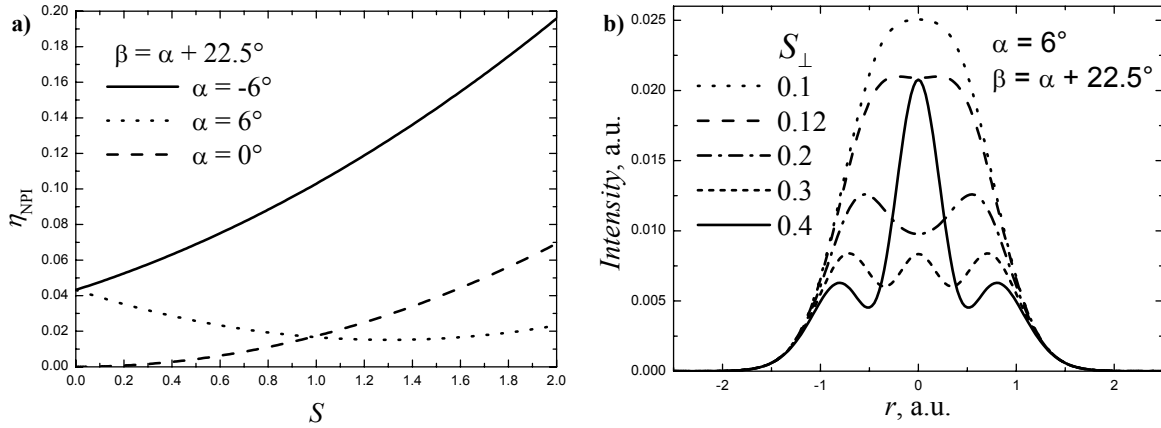 a)
β = α + 22.5°
α = -6°
α = 6°
α = 0°
0.20
0.18
0.16
0.14
0.12
0.10
0.08
0.06
0.04
0.02
0.00
η_NPI
0.0 0.2 0.4 0.6 0.8 1.0 1.2 1.4 1.6 1.8 2.0
S
b)
S⊥
0.1
0.12
0.2
0.3
0.4
α = 6°
β = α + 22.5°
0.025
0.020
0.015
0.010
0.005
0.000
Intensity, a.u.
-2 -1 0 1 2
r, a.u.